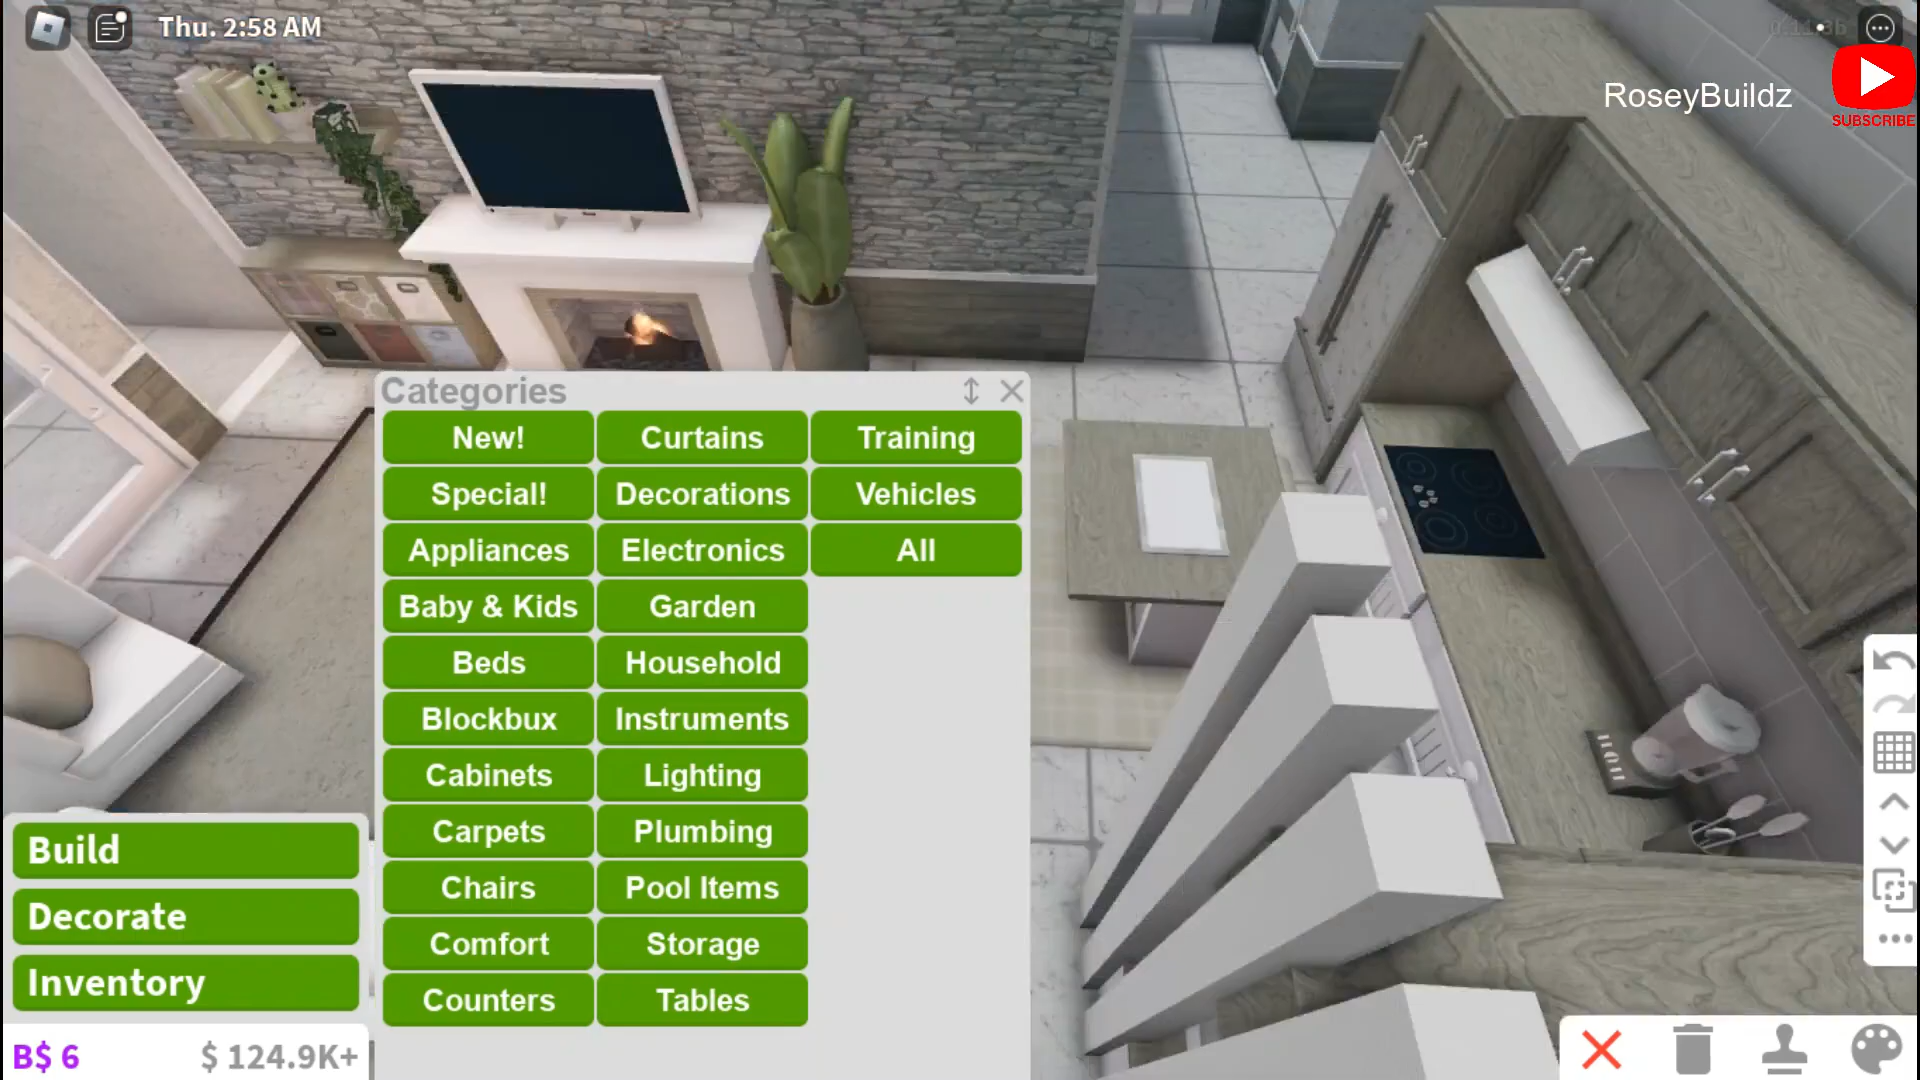 Thu. 2:58 AM
RoseyBuildz
SUBSCRIBE
Categories
New!
Curtains
Training
Special!
Decorations
Vehicles
Appliances
Electronics
All
Baby & Kids
Garden
Beds
Household
Blockbux
Instruments
Cabinets
Lighting
Carpets
Plumbing
Chairs
Pool Items
Comfort
Storage
Counters
Tables
Build
Decorate
Inventory
B$ 6
$ 124.9K+